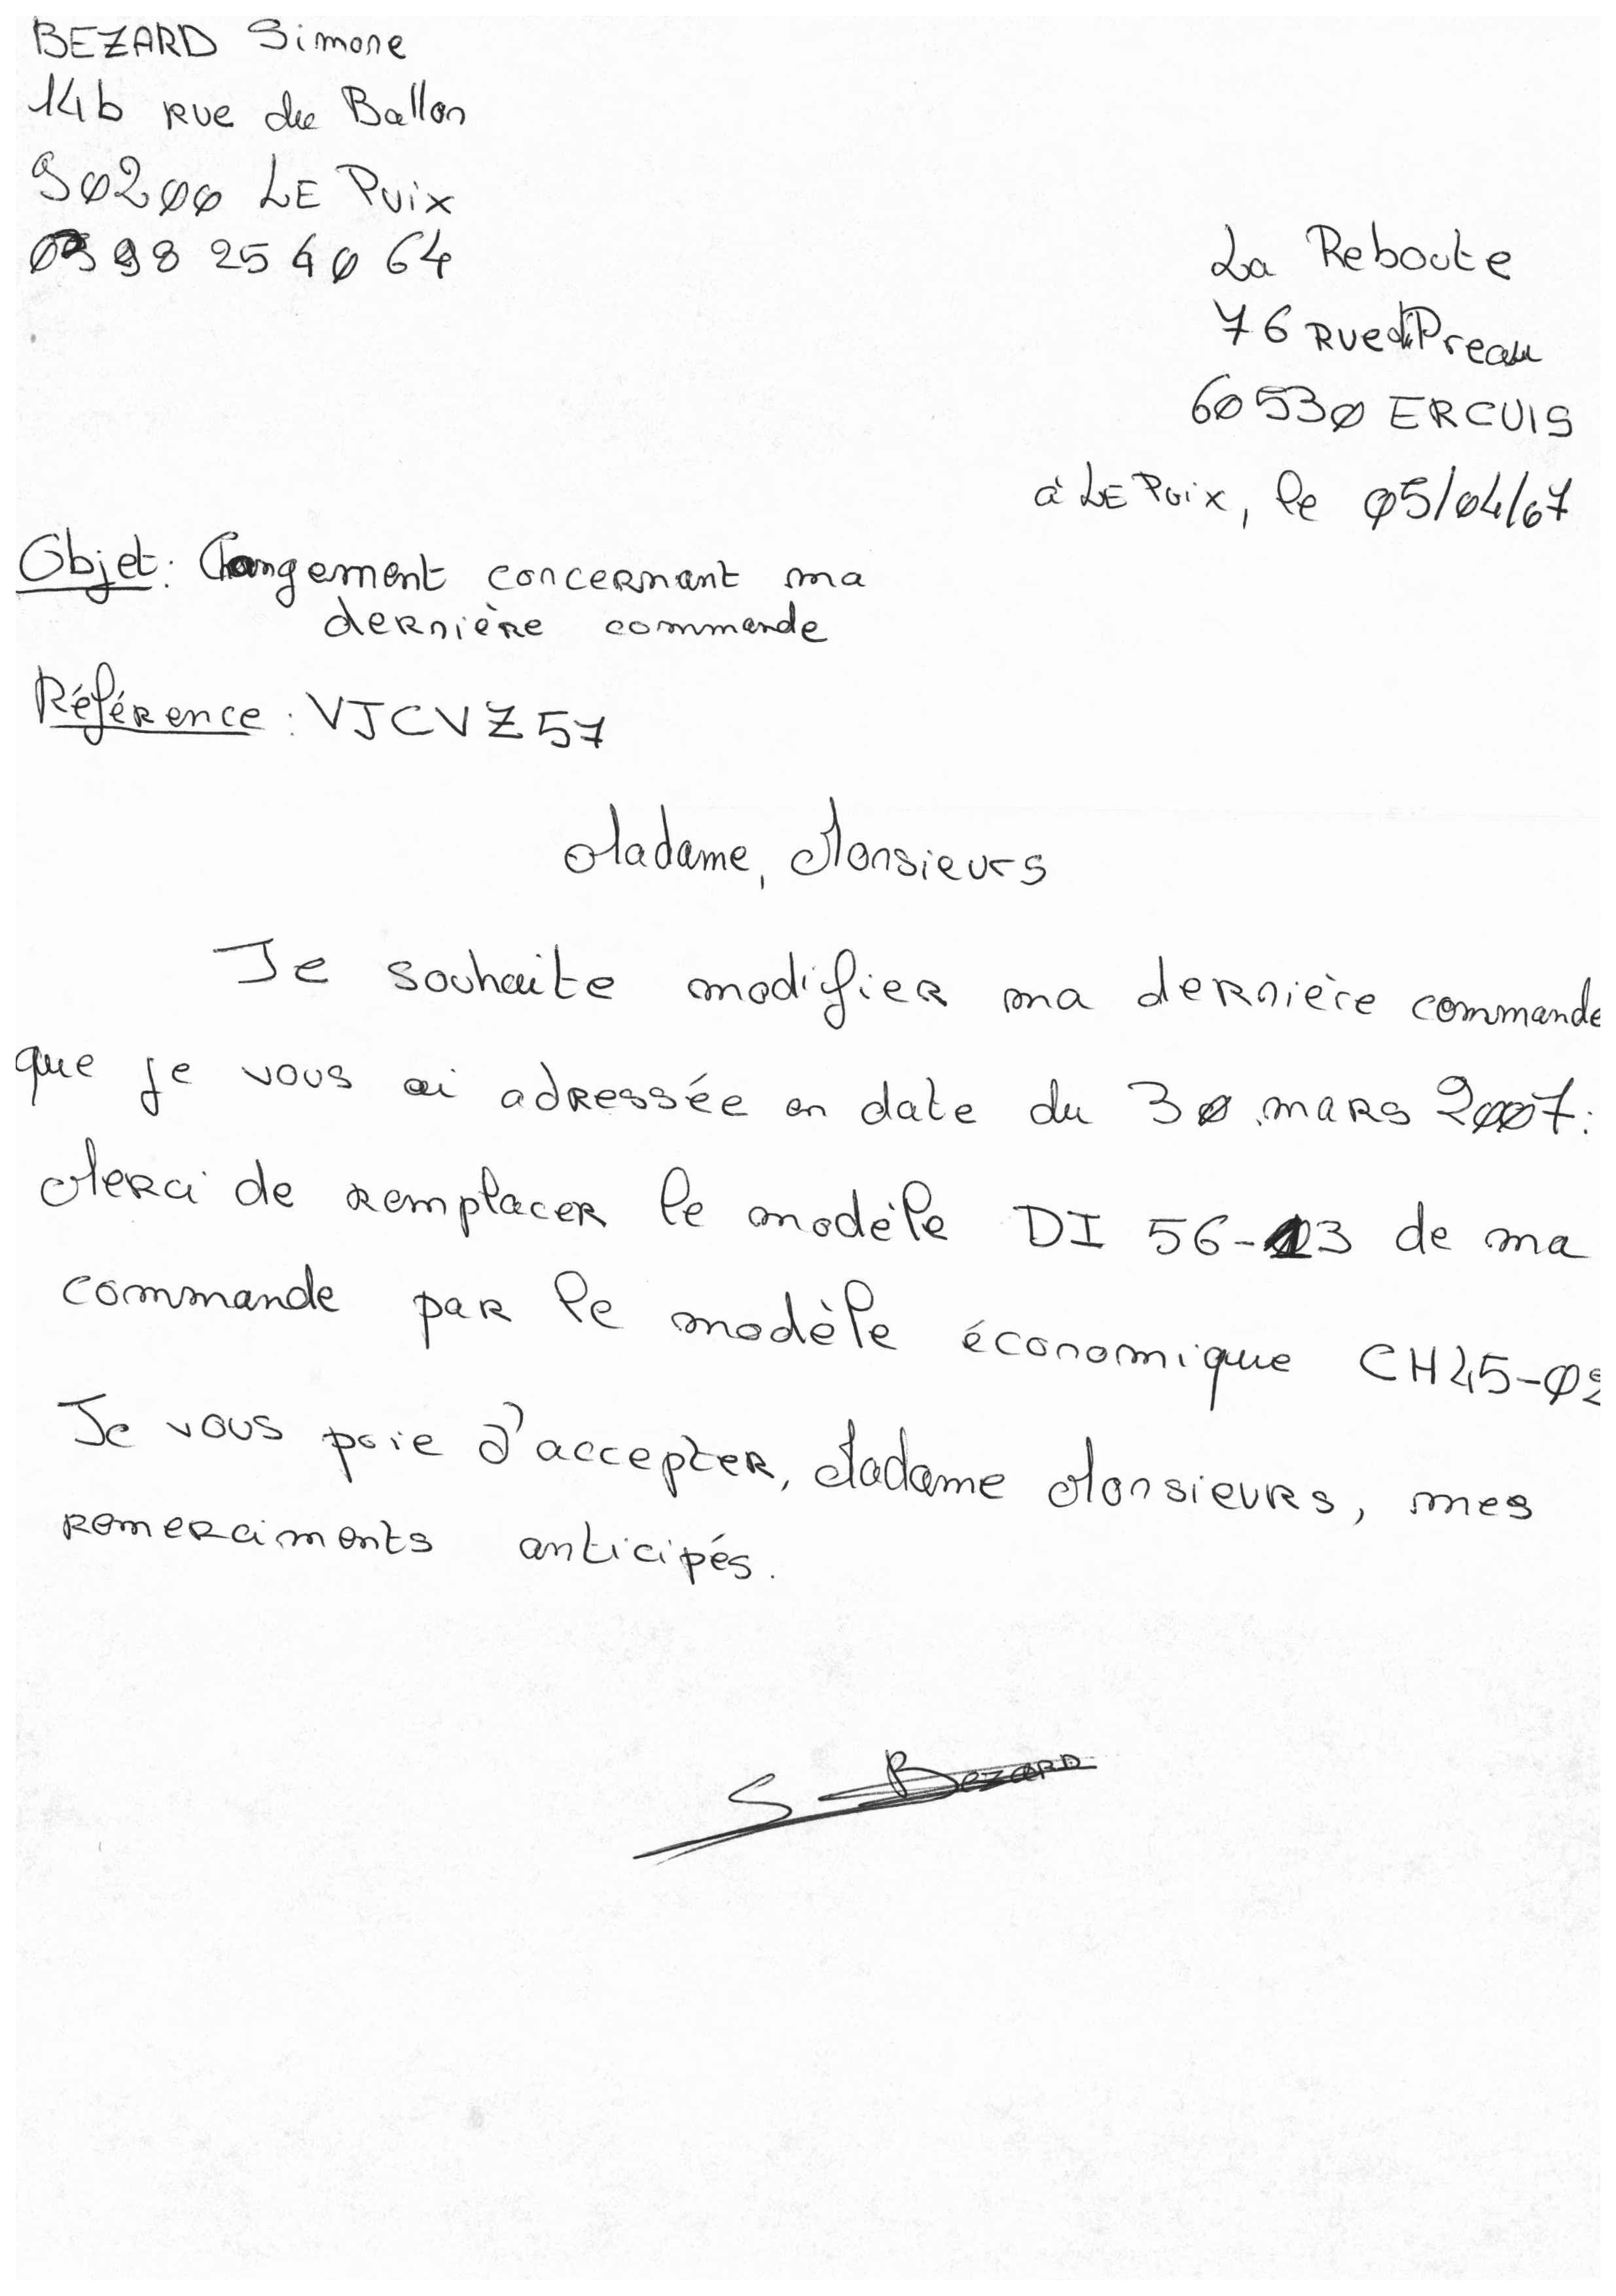 BEZARD Simone
14b rue du Ballon
90200 LE Puix
03 98 25 40 64
La Reboute
76 rue du Preau
60530 ERCUIS
à LE Puix, le 05/04/07
Objet : Changement concernant ma
dernière commande
Référence : VJCVZ57
Madame, Monsieurs
Je souhaite modifier ma dernière commande
que je vous ai adressée en date du 30 mars 2007.
Merci de remplacer le modèle DI 56-13 de ma
commande par le modèle économique CH45-02
Je vous prie d'accepter, Madame Monsieurs, mes
remerciments anticipés.
S Bezard